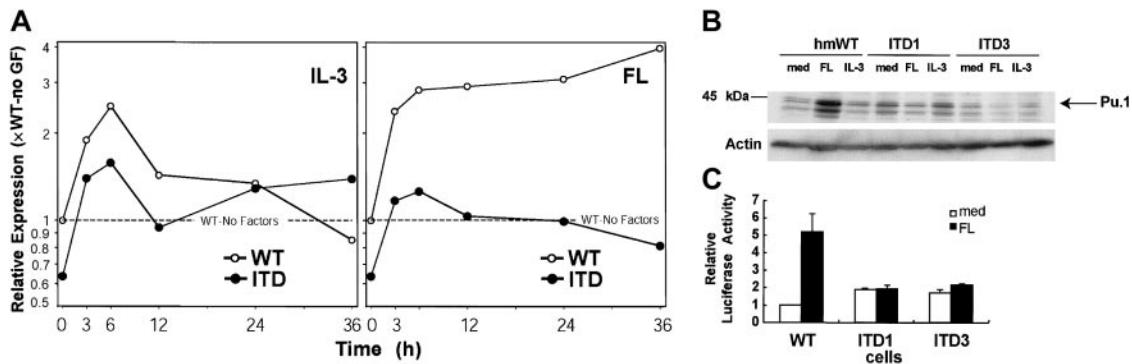 A
Relative Expression (×WT-no GF)
4
3
2
1
0.9
0.8
0.7
0.6
0.5
IL-3
WT-No Factors
WT
ITD
0 3 6 12 24 36
FL
WT-No Factors
WT
ITD
0 3 6 12 24 36
Time (h)
B
hmWT ITD1 ITD3
med FL IL-3 med FL IL-3 med FL IL-3
45 kDa
Pu.1
Actin
C
Relative
Luciferase Activity
7
6
5
4
3
2
1
0
med
FL
WT ITD1 ITD3
cells